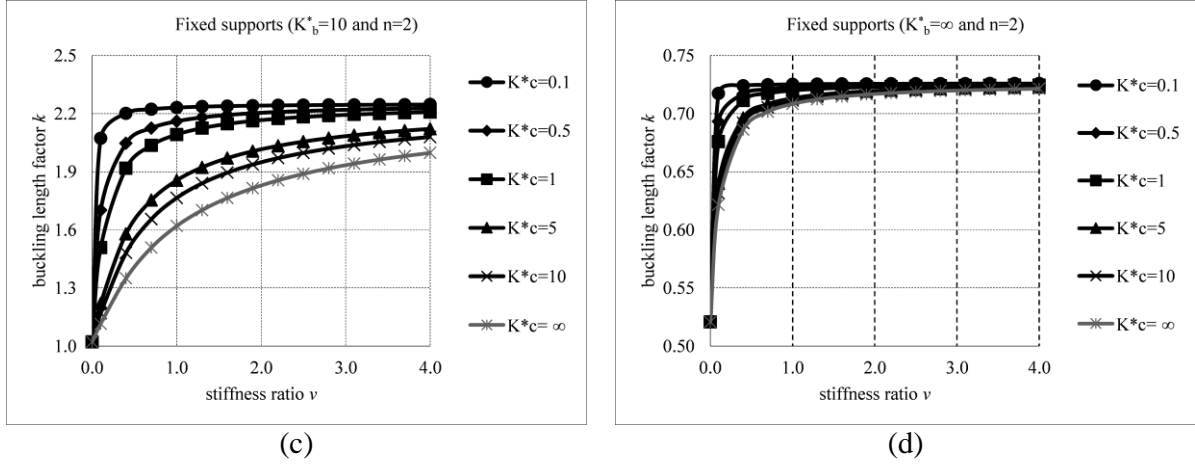 Fixed supports (K*b=10 and n=2)
buckling length factor k
2.5
2.2
1.9
1.6
1.3
1.0
0.0 1.0 2.0 3.0 4.0
stiffness ratio v
K*c=0.1
K*c=0.5
K*c=1
K*c=5
K*c=10
K*c= ∞
(c)
Fixed supports (K*b=∞ and n=2)
buckling length factor k
0.75
0.70
0.65
0.60
0.55
0.50
0.0 1.0 2.0 3.0 4.0
stiffness ratio v
K*c=0.1
K*c=0.5
K*c=1
K*c=5
K*c=10
K*c= ∞
(d)